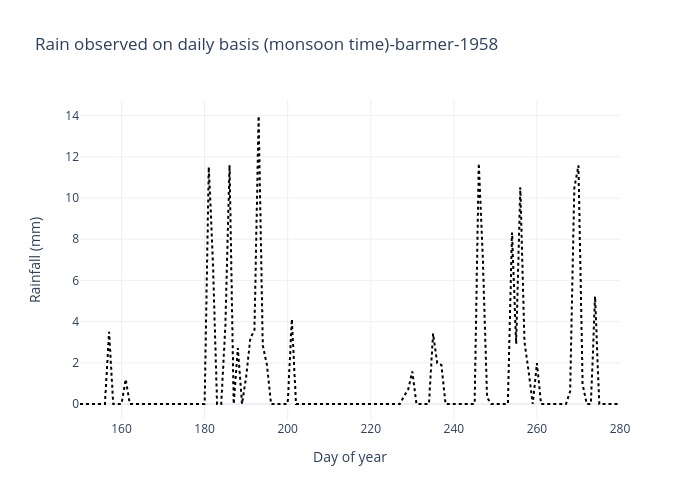 Rain observed on daily basis (monsoon time)-barmer-1958
14
12
10
8
6
4
2
0
Rainfall (mm)
160 180 200 220 240 260 280
Day of year